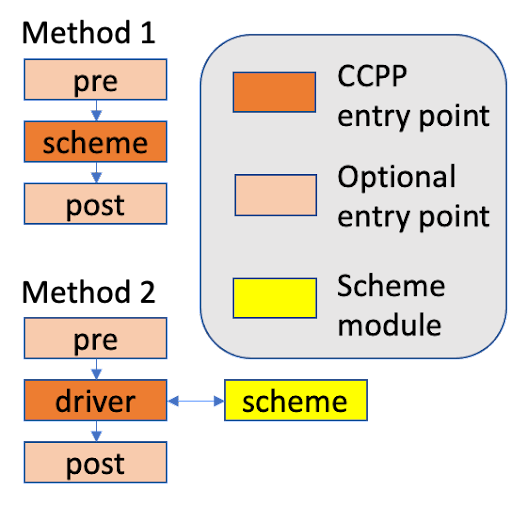 Method 1
pre
scheme
post
CCPP
entry point
Optional
entry point
Scheme
module
Method 2
pre
driver
scheme
post